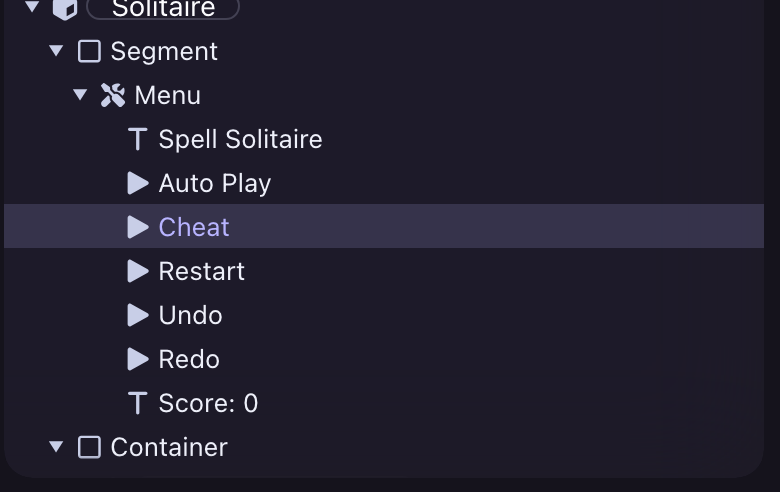 Solitaire
Segment
Menu
Spell Solitaire
Auto Play
Cheat
Restart
Undo
Redo
Score: 0
Container